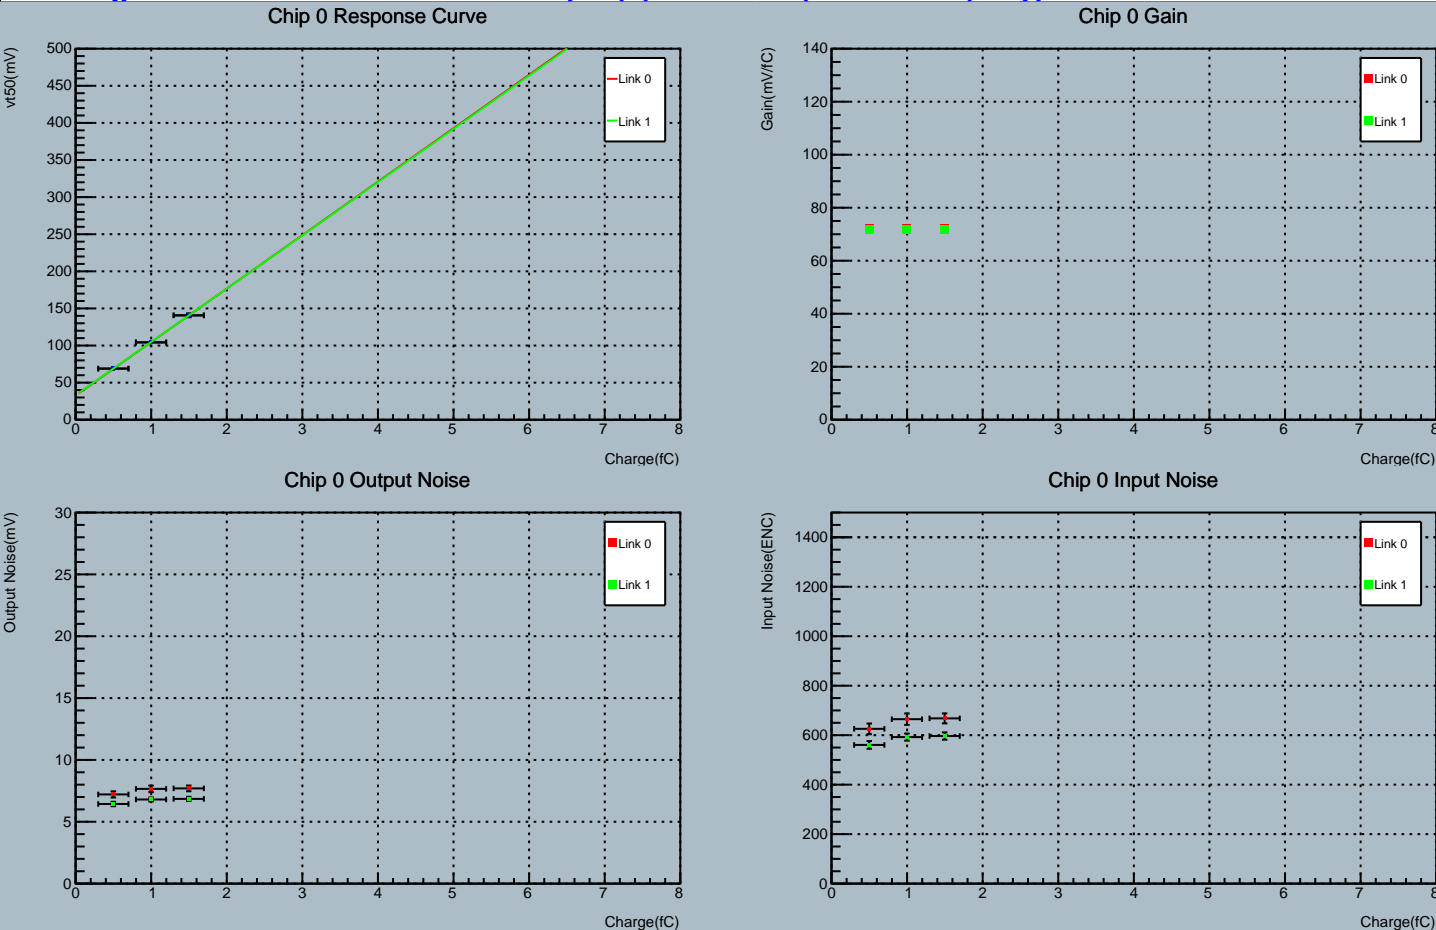 Chip 0 Response Curve
vt50(mV)
500
450
400
350
300
250
200
150
100
50
0
0 1 2 3 4 5 6 7 8
Charge(fC)
Link 0
Link 1
Chip 0 Gain
Gain(mV/fC)
140
120
100
80
60
40
20
0
0 1 2 3 4 5 6 7 8
Charge(fC)
Link 0
Link 1
Chip 0 Output Noise
Output Noise(mV)
30
25
20
15
10
5
0
0 1 2 3 4 5 6 7 8
Charge(fC)
Link 0
Link 1
Chip 0 Input Noise
Input Noise(ENC)
1400
1200
1000
800
600
400
200
0
0 1 2 3 4 5 6 7 8
Charge(fC)
Link 0
Link 1